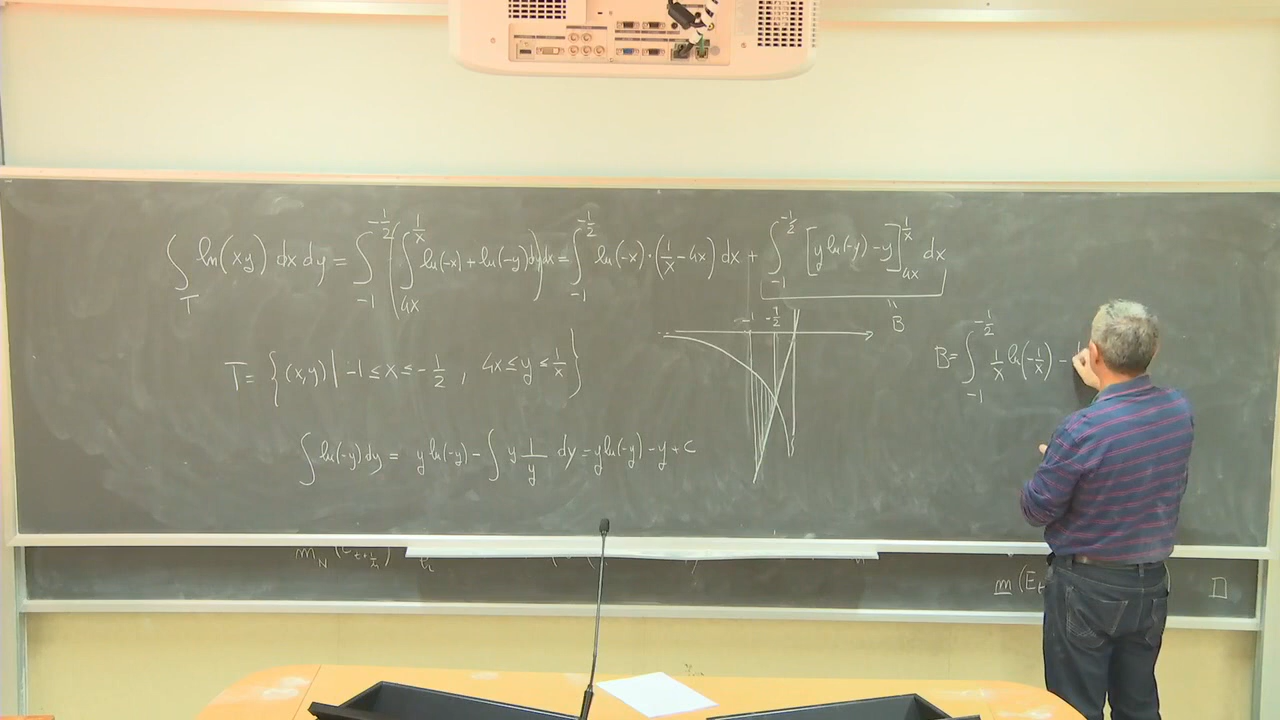 ∫_T ln(xy) dx dy = ∫_{-1}^{-1/2} (∫_{4x}^{1/x} ln(-x) + ln(-y) dy) dx = ∫_{-1}^{-1/2} ln(-x)·(1/x - 4x) dx + ∫_{-1}^{-1/2} [y ln(-y) - y]_{4x}^{1/x} dx
B
-1 -1/2
B = ∫_{-1}^{-1/2} 1/x ln(-1/x) -
T = {(x,y) | -1 ≤ x ≤ -1/2 , 4x ≤ y ≤ 1/x}
∫ ln(-y) dy = y ln(-y) - ∫ y 1/y dy = y ln(-y) - y + c
m (E